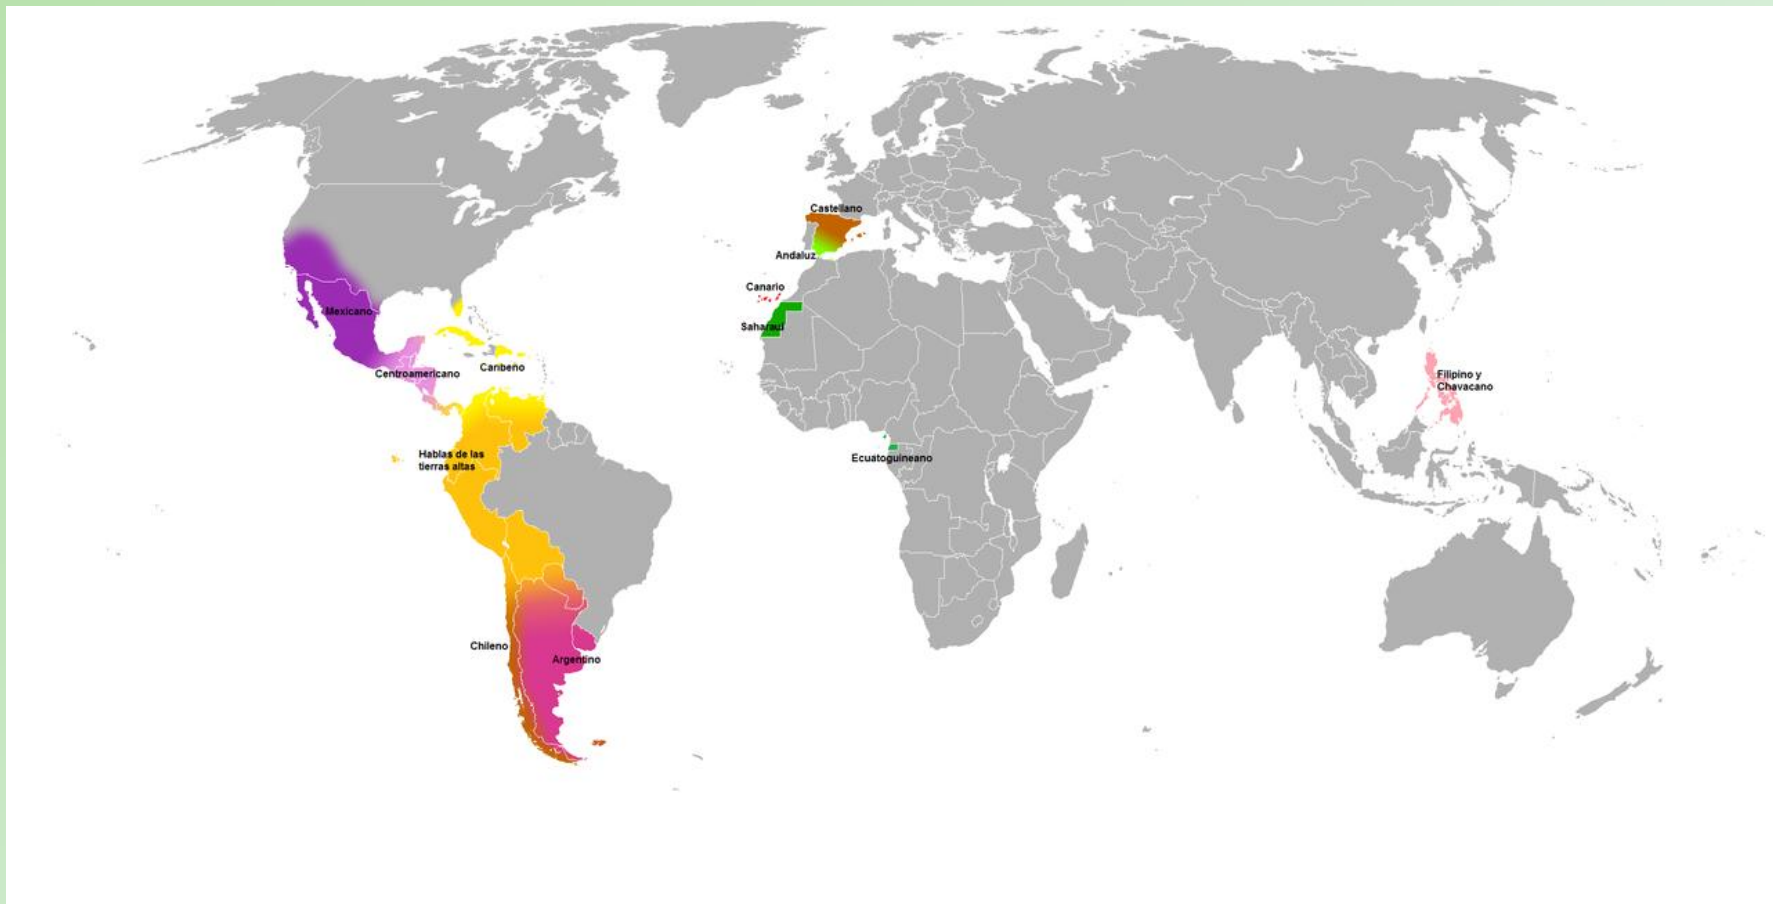 Castellano
Andaluz
Canario
Mexicano
Saharaui
Caribeño
Centroamericano
Filipino y
Chavacano
Hablas de las
tierras altas
Ecuatoguineano
Chileno
Argentino